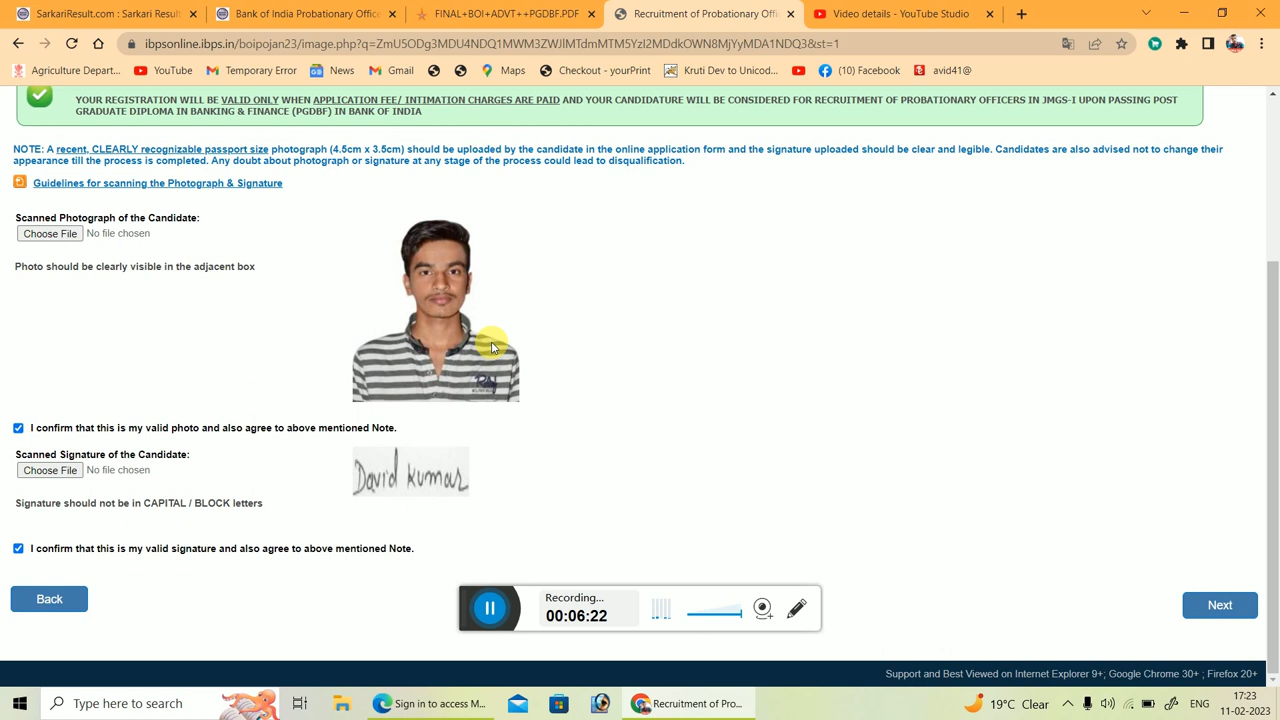 SarkariResult.com : Sarkari Resul
Bank of India Probationary Office
FINAL+BOI+ADVT++PGDBF.PDF
Recruitment of Probationary Offi
Video details - YouTube Studio
ibpsonline.ibps.in/boipojan23/image.php?q=ZmU5ODg3MDU4NDQ1MWM3ZWJlMTdmMTM5YzI2MDdkOWN8MjYyMDA1NDQ3&st=1
Agriculture Depart...
YouTube
Temporary Error
News
Gmail
Maps
Checkout - yourPrint
Kruti Dev to Unicod...
(10) Facebook
avid41@
YOUR REGISTRATION WILL BE VALID ONLY WHEN APPLICATION FEE/ INTIMATION CHARGES ARE PAID AND YOUR CANDIDATURE WILL BE CONSIDERED FOR RECRUITMENT OF PROBATIONARY OFFICERS IN JMGS-I UPON PASSING POST
GRADUATE DIPLOMA IN BANKING & FINANCE (PGDBF) IN BANK OF INDIA
NOTE: A recent, CLEARLY recognizable passport size photograph (4.5cm x 3.5cm) should be uploaded by the candidate in the online application form and the signature uploaded should be clear and legible. Candidates are also advised not to change their
appearance till the process is completed. Any doubt about photograph or signature at any stage of the process could lead to disqualification.
Guidelines for scanning the Photograph & Signature
Scanned Photograph of the Candidate:
Choose File No file chosen
Photo should be clearly visible in the adjacent box
I confirm that this is my valid photo and also agree to above mentioned Note.
Scanned Signature of the Candidate:
Choose File No file chosen
David kumar
Signature should not be in CAPITAL / BLOCK letters
I confirm that this is my valid signature and also agree to above mentioned Note.
Back
Recording...
00:06:22
Next
Support and Best Viewed on Internet Explorer 9+; Google Chrome 30+ ; Firefox 20+
Type here to search
Sign in to access M...
Recruitment of Pro...
19°C Clear
ENG
17:23
11-02-2023